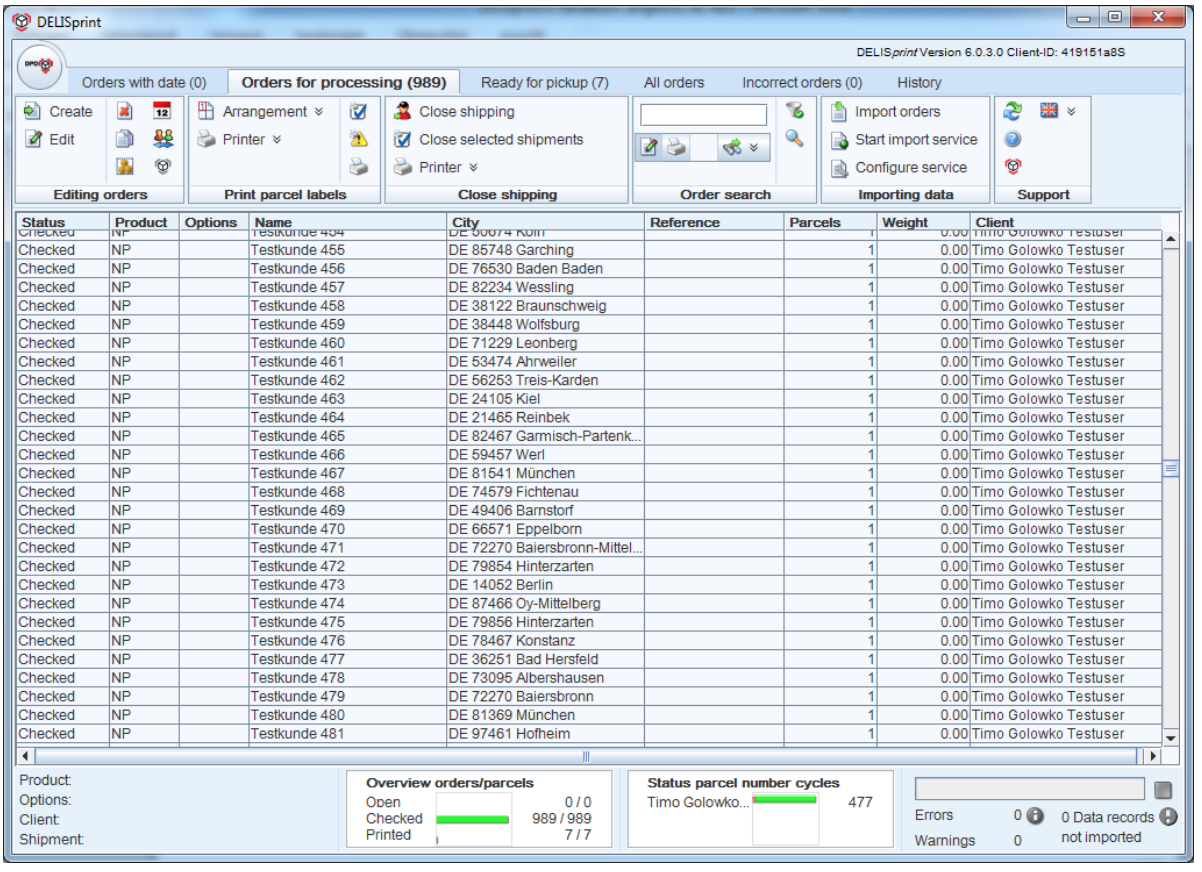 DELISprint
DELISprint Version 6.0.3.0 Client-ID: 419151a8S
DPD
Orders with date (0) Orders for processing (989) Ready for pickup (7) All orders Incorrect orders (0) History
Create 12 Arrangement Close shipping Import orders
Edit Printer Close selected shipments Start import service
Printer Configure service
Editing orders Print parcel labels Close shipping Order search Importing data Support
Status Product Options Name City Reference Parcels Weight Client
Checked NP Testkunde 454 DE 50674 Köln 1 0.00 Timo Golowko Testuser
Checked NP Testkunde 455 DE 85748 Garching 1 0.00 Timo Golowko Testuser
Checked NP Testkunde 456 DE 76530 Baden Baden 1 0.00 Timo Golowko Testuser
Checked NP Testkunde 457 DE 82234 Wessling 1 0.00 Timo Golowko Testuser
Checked NP Testkunde 458 DE 38122 Braunschweig 1 0.00 Timo Golowko Testuser
Checked NP Testkunde 459 DE 38448 Wolfsburg 1 0.00 Timo Golowko Testuser
Checked NP Testkunde 460 DE 71229 Leonberg 1 0.00 Timo Golowko Testuser
Checked NP Testkunde 461 DE 53474 Ahrweiler 1 0.00 Timo Golowko Testuser
Checked NP Testkunde 462 DE 56253 Treis-Karden 1 0.00 Timo Golowko Testuser
Checked NP Testkunde 463 DE 24105 Kiel 1 0.00 Timo Golowko Testuser
Checked NP Testkunde 464 DE 21465 Reinbek 1 0.00 Timo Golowko Testuser
Checked NP Testkunde 465 DE 82467 Garmisch-Partenk... 1 0.00 Timo Golowko Testuser
Checked NP Testkunde 466 DE 59457 Werl 1 0.00 Timo Golowko Testuser
Checked NP Testkunde 467 DE 81541 München 1 0.00 Timo Golowko Testuser
Checked NP Testkunde 468 DE 74579 Fichtenau 1 0.00 Timo Golowko Testuser
Checked NP Testkunde 469 DE 49406 Barnstorf 1 0.00 Timo Golowko Testuser
Checked NP Testkunde 470 DE 66571 Eppelborn 1 0.00 Timo Golowko Testuser
Checked NP Testkunde 471 DE 72270 Baiersbronn-Mittel... 1 0.00 Timo Golowko Testuser
Checked NP Testkunde 472 DE 79854 Hinterzarten 1 0.00 Timo Golowko Testuser
Checked NP Testkunde 473 DE 14052 Berlin 1 0.00 Timo Golowko Testuser
Checked NP Testkunde 474 DE 87466 Oy-Mittelberg 1 0.00 Timo Golowko Testuser
Checked NP Testkunde 475 DE 79856 Hinterzarten 1 0.00 Timo Golowko Testuser
Checked NP Testkunde 476 DE 78467 Konstanz 1 0.00 Timo Golowko Testuser
Checked NP Testkunde 477 DE 36251 Bad Hersfeld 1 0.00 Timo Golowko Testuser
Checked NP Testkunde 478 DE 73095 Albershausen 1 0.00 Timo Golowko Testuser
Checked NP Testkunde 479 DE 72270 Baiersbronn 1 0.00 Timo Golowko Testuser
Checked NP Testkunde 480 DE 81369 München 1 0.00 Timo Golowko Testuser
Checked NP Testkunde 481 DE 97461 Hofheim 1 0.00 Timo Golowko Testuser
Product: Overview orders/parcels Status parcel number cycles
Options: Open 0 / 0 Timo Golowko... 477
Client: Checked 989 / 989 Errors 0 0 Data records
Shipment: Printed 7 / 7 Warnings 0 not imported